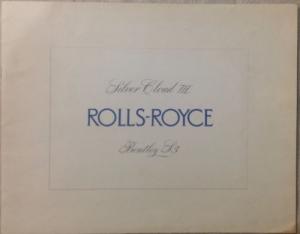 Silver Cloud III
ROLLS-ROYCE
Bentley S3